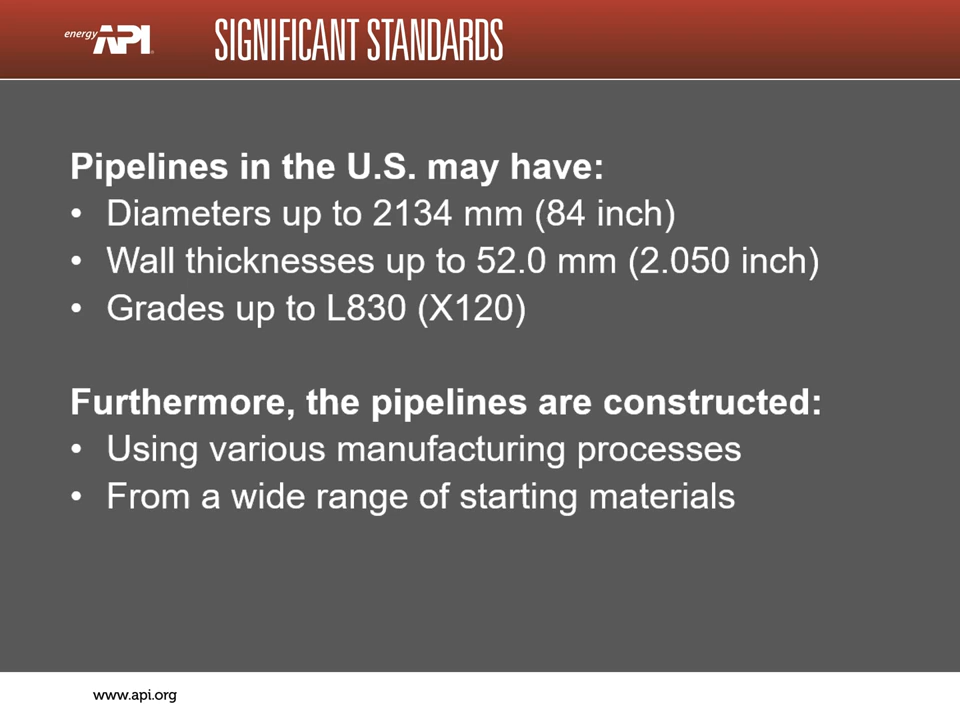 energy API
SIGNIFICANT STANDARDS
Pipelines in the U.S. may have:
• Diameters up to 2134 mm (84 inch)
• Wall thicknesses up to 52.0 mm (2.050 inch)
• Grades up to L830 (X120)
Furthermore, the pipelines are constructed:
• Using various manufacturing processes
• From a wide range of starting materials
www.api.org